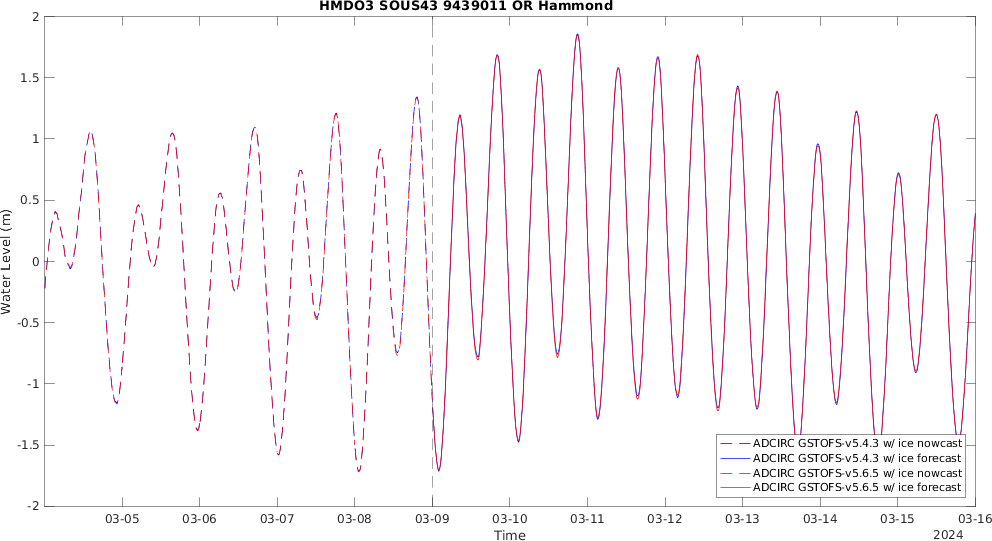 HMDO3 SOUS43 9439011 OR Hammond
2
1.5
1
0.5
0
-0.5
-1
-1.5
-2
Water Level (m)
ADCIRC GSTOFS-v5.4.3 w/ ice nowcast
ADCIRC GSTOFS-v5.4.3 w/ ice forecast
ADCIRC GSTOFS-v5.6.5 w/ ice nowcast
ADCIRC GSTOFS-v5.6.5 w/ ice forecast
03-05 03-06 03-07 03-08 03-09 03-10 03-11 03-12 03-13 03-14 03-15 03-16
Time
2024